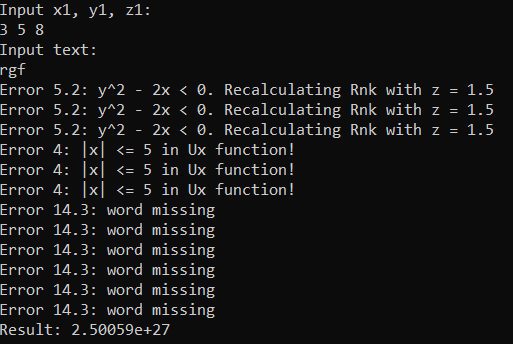 Input x1, y1, z1:
3 5 8
Input text:
rgf
Error 5.2: y^2 - 2x < 0. Recalculating Rnk with z = 1.5
Error 5.2: y^2 - 2x < 0. Recalculating Rnk with z = 1.5
Error 5.2: y^2 - 2x < 0. Recalculating Rnk with z = 1.5
Error 4: |x| <= 5 in Ux function!
Error 4: |x| <= 5 in Ux function!
Error 4: |x| <= 5 in Ux function!
Error 14.3: word missing
Error 14.3: word missing
Error 14.3: word missing
Error 14.3: word missing
Error 14.3: word missing
Error 14.3: word missing
Result: 2.50059e+27